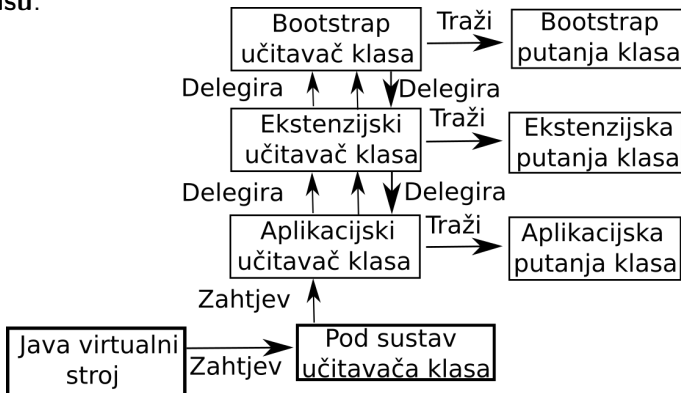 Bootstrap
učitavač klasa
Traži
Bootstrap
putanja klasa
Delegira
Delegira
Ekstenzijski
učitavač klasa
Traži
Ekstenzijska
putanja klasa
Delegira
Delegira
Aplikacijski
učitavač klasa
Traži
Aplikacijska
putanja klasa
Zahtjev
Java virtualni
stroj
Zahtjev
Pod sustav
učitavača klasa